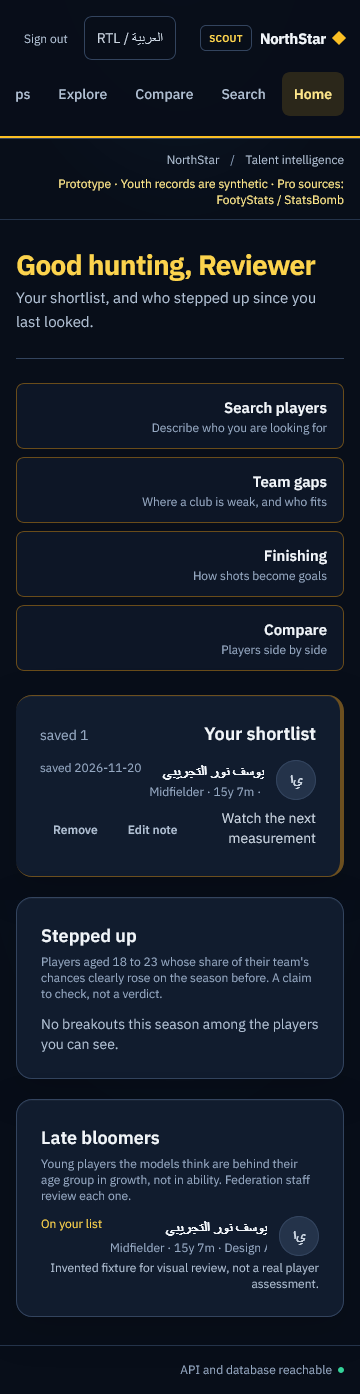 NorthStar
SCOUT
RTL / العربية
Sign out
Home
Search
Compare
Explore
ps
NorthStar / Talent intelligence
Prototype · Youth records are synthetic · Pro sources:
FootyStats / StatsBomb
Good hunting, Reviewer
Your shortlist, and who stepped up since you
last looked.
Search players
Describe who you are looking for
Team gaps
Where a club is weak, and who fits
Finishing
How shots become goals
Compare
Players side by side
Your shortlist
saved 1
يا
يوسف نور التجريبي
saved 2026-11-20
Midfielder · 15y 7m ·
Watch the next
measurement
Edit note
Remove
Stepped up
Players aged 18 to 23 whose share of their team's
chances clearly rose on the season before. A claim
to check, not a verdict.
No breakouts this season among the players
you can see.
Late bloomers
Young players the models think are behind their
age group in growth, not in ability. Federation staff
review each one.
يا
يوسف نور التجريبي
On your list
Midfielder · 15y 7m · Design
Invented fixture for visual review, not a real player
assessment.
API and database reachable